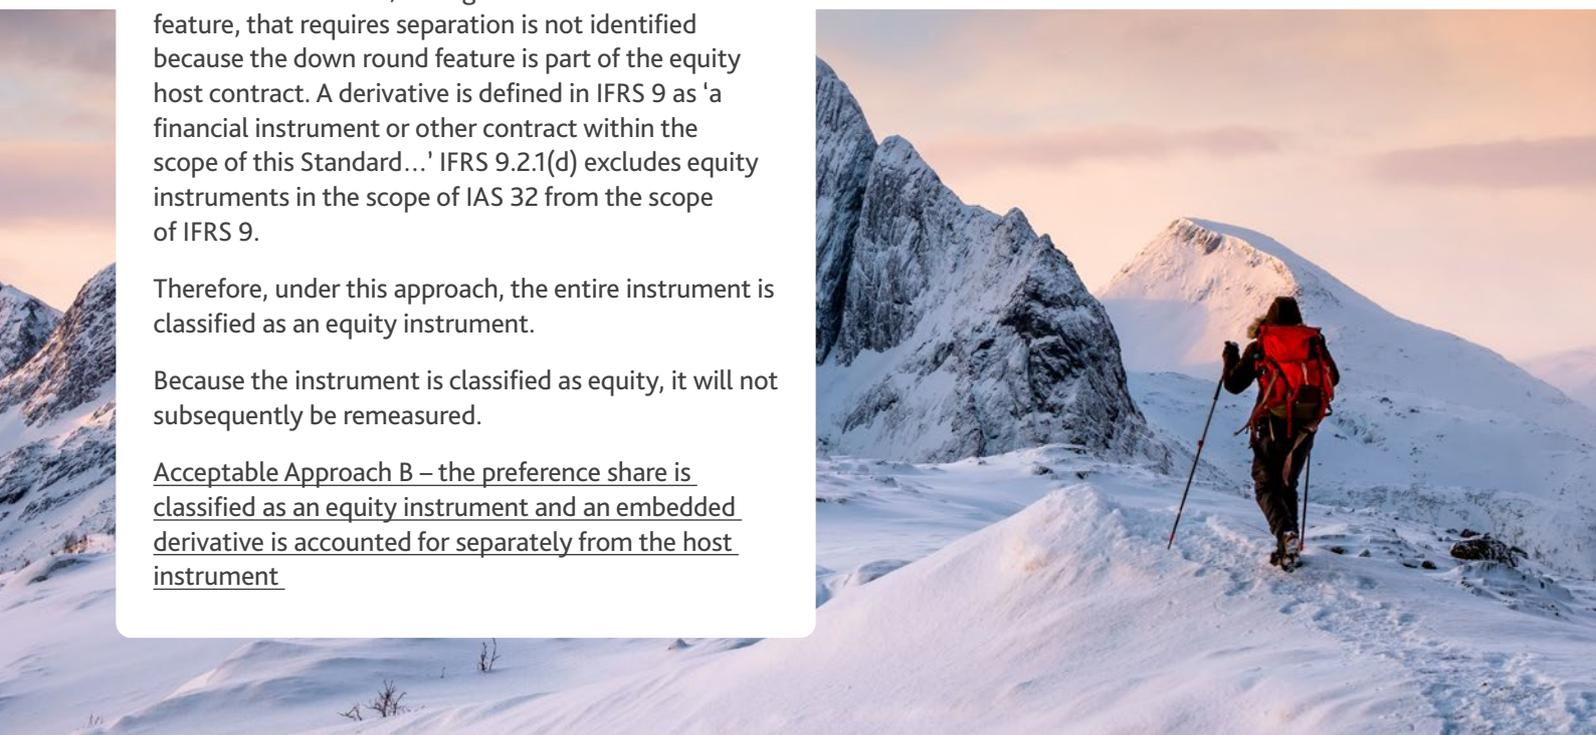 feature, that requires separation is not identified
because the down round feature is part of the equity
host contract. A derivative is defined in IFRS 9 as ‘a
financial instrument or other contract within the
scope of this Standard…’ IFRS 9.2.1(d) excludes equity
instruments in the scope of IAS 32 from the scope
of IFRS 9.
Therefore, under this approach, the entire instrument is
classified as an equity instrument.
Because the instrument is classified as equity, it will not
subsequently be remeasured.
Acceptable Approach B – the preference share is
classified as an equity instrument and an embedded
derivative is accounted for separately from the host
instrument